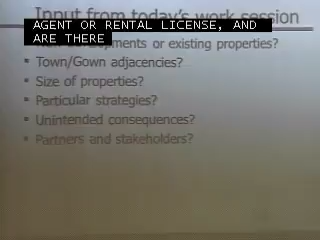 Input from today's work session
AGENT OR RENTAL LICENSE, AND
ARE THERE
developments or existing properties?
Town/Gown adjacencies?
Size of properties?
Particular strategies?
Unintended consequences?
Partners and stakeholders?